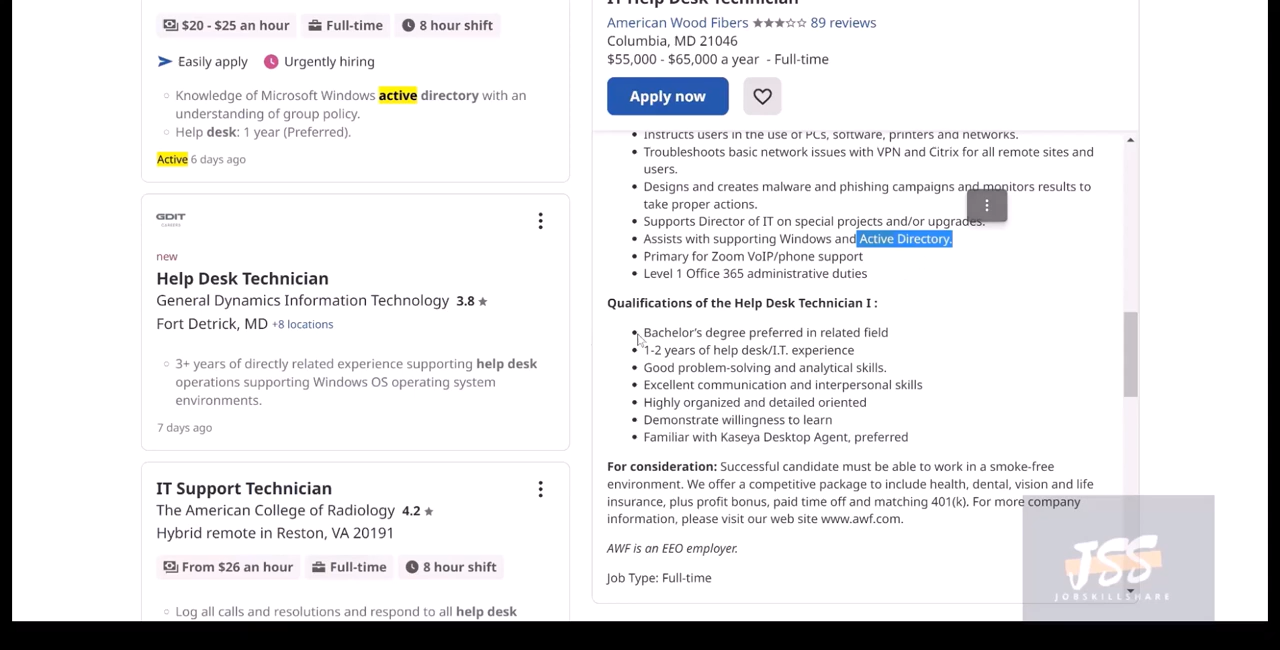 $20 - $25 an hour
Full-time
8 hour shift
Easily apply
Urgently hiring
Knowledge of Microsoft Windows active directory with an
understanding of group policy.
Help desk: 1 year (Preferred).
Active 6 days ago
GDIT
new
Help Desk Technician
General Dynamics Information Technology 3.8
Fort Detrick, MD +8 locations
3+ years of directly related experience supporting help desk
operations supporting Windows OS operating system
environments.
7 days ago
IT Support Technician
The American College of Radiology 4.2
Hybrid remote in Reston, VA 20191
From $26 an hour
Full-time
8 hour shift
Log all calls and resolutions and respond to all help desk
IT Help Desk Technician
American Wood Fibers 89 reviews
Columbia, MD 21046
$55,000 - $65,000 a year - Full-time
Apply now
Instructs users in the use of PCs, software, printers and networks.
Troubleshoots basic network issues with VPN and Citrix for all remote sites and
users.
Designs and creates malware and phishing campaigns and monitors results to
take proper actions.
Supports Director of IT on special projects and/or upgrades.
Assists with supporting Windows and Active Directory.
Primary for Zoom VoIP/phone support
Level 1 Office 365 administrative duties
Qualifications of the Help Desk Technician I :
Bachelor's degree preferred in related field
1-2 years of help desk/I.T. experience
Good problem-solving and analytical skills.
Excellent communication and interpersonal skills
Highly organized and detailed oriented
Demonstrate willingness to learn
Familiar with Kaseya Desktop Agent, preferred
For consideration: Successful candidate must be able to work in a smoke-free
environment. We offer a competitive package to include health, dental, vision and life
insurance, plus profit bonus, paid time off and matching 401(k). For more company
information, please visit our web site www.awf.com.
AWF is an EEO employer.
Job Type: Full-time
JSS
JOBSKILLSHARE